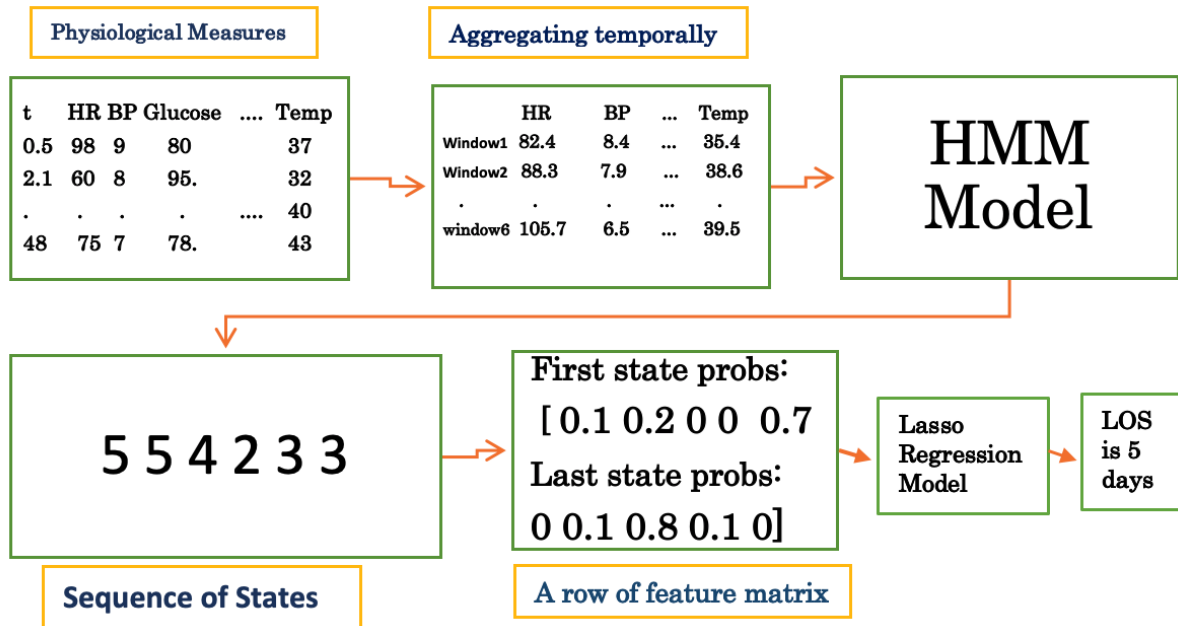 Physiological Measures
Aggregating temporally
t HR BP Glucose .... Temp
0.5 98 9 80 37
2.1 60 8 95. 32
. . . . .... 40
48 75 7 78. 43
HR BP ... Temp
Window1 82.4 8.4 ... 35.4
Window2 88.3 7.9 ... 38.6
. . . ... .
window6 105.7 6.5 ... 39.5
HMM
Model
5 5 4 2 3 3
Sequence of States
First state probs:
[ 0.1 0.2 0 0 0.7
Last state probs:
0 0.1 0.8 0.1 0]
A row of feature matrix
Lasso
Regression
Model
LOS
is 5
days